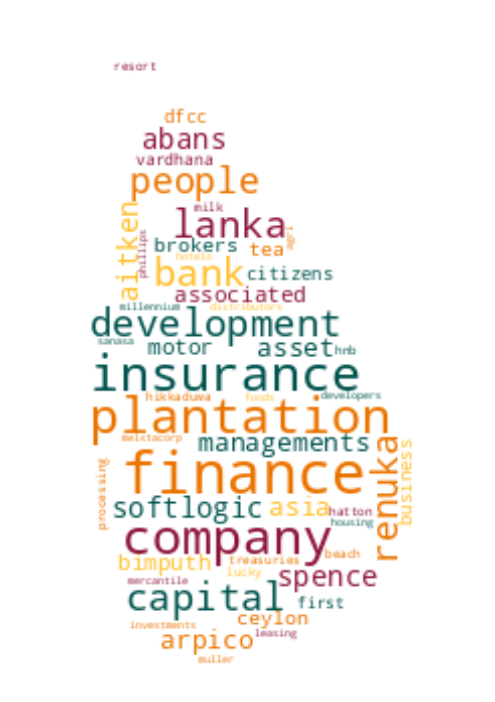 resort
dfcc
abans
vardhana
people
milk
aitken
lanka
phillips
brokers
tea
hotels
bank
citizens
associated
millennium
distributors
development
sanasa
motor
asset
hnb
insurance
hikkaduwa
foods
developers
plantation
melstacorp
managements
renuka
business
finance
processing
softlogic
asia
hatton
housing
company
beach
bimputh
treasuries
lucky
mercantile
spence
capital
first
ceylon
investments
leasing
arpico
muller